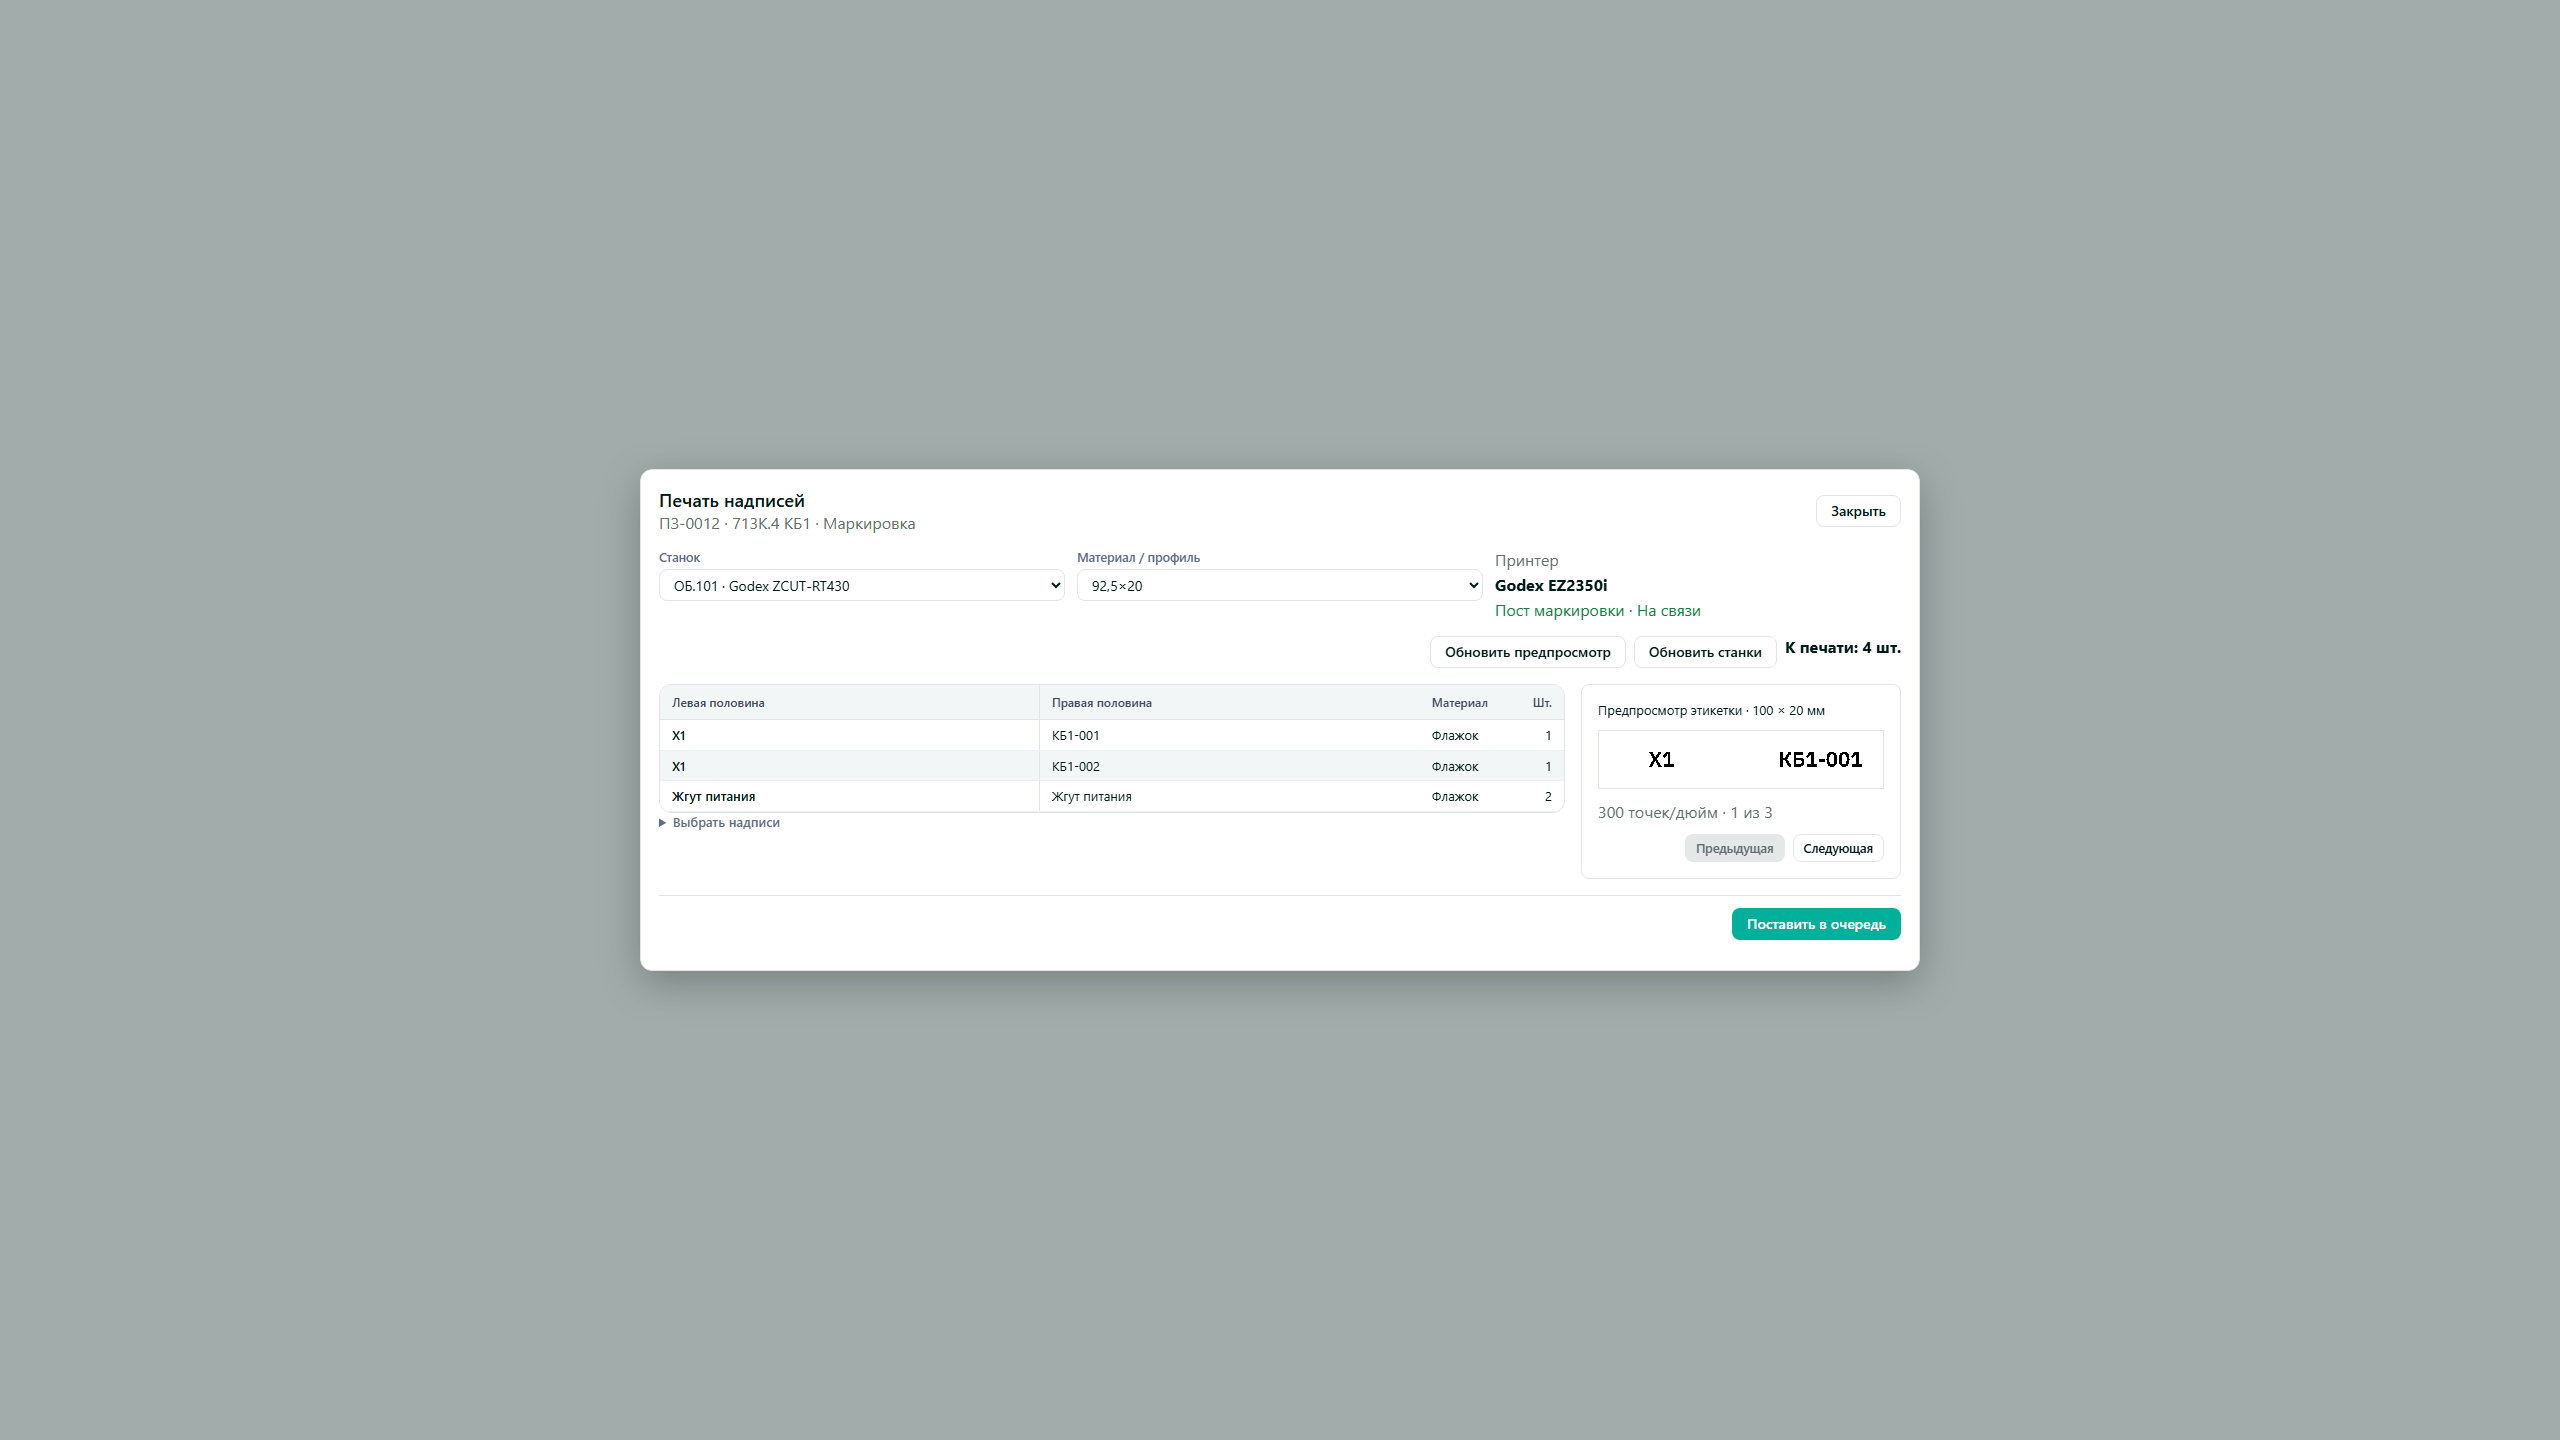 Печать надписей
ПЗ-0012 · 713К.4 КБ1 · Маркировка
Закрыть
Станок
ОБ.101 · Godex ZCUT-RT430
Материал / профиль
92,5×20
Принтер
Godex EZ2350i
Пост маркировки · На связи
Обновить предпросмотр
Обновить станки
К печати: 4 шт.
Левая половина Правая половина Материал Шт.
X1 КБ1-001 Флажок 1
X1 КБ1-002 Флажок 1
Жгут питания Жгут питания Флажок 2
Выбрать надписи
Предпросмотр этикетки · 100 × 20 мм
X1 КБ1-001
300 точек/дюйм · 1 из 3
Предыдущая Следующая
Поставить в очередь